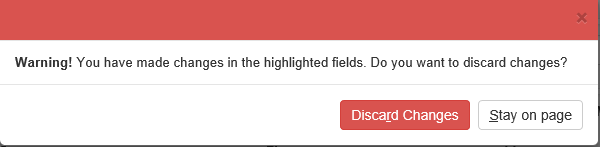 ×
Warning! You have made changes in the highlighted fields. Do you want to discard changes?
Discard Changes
Stay on page